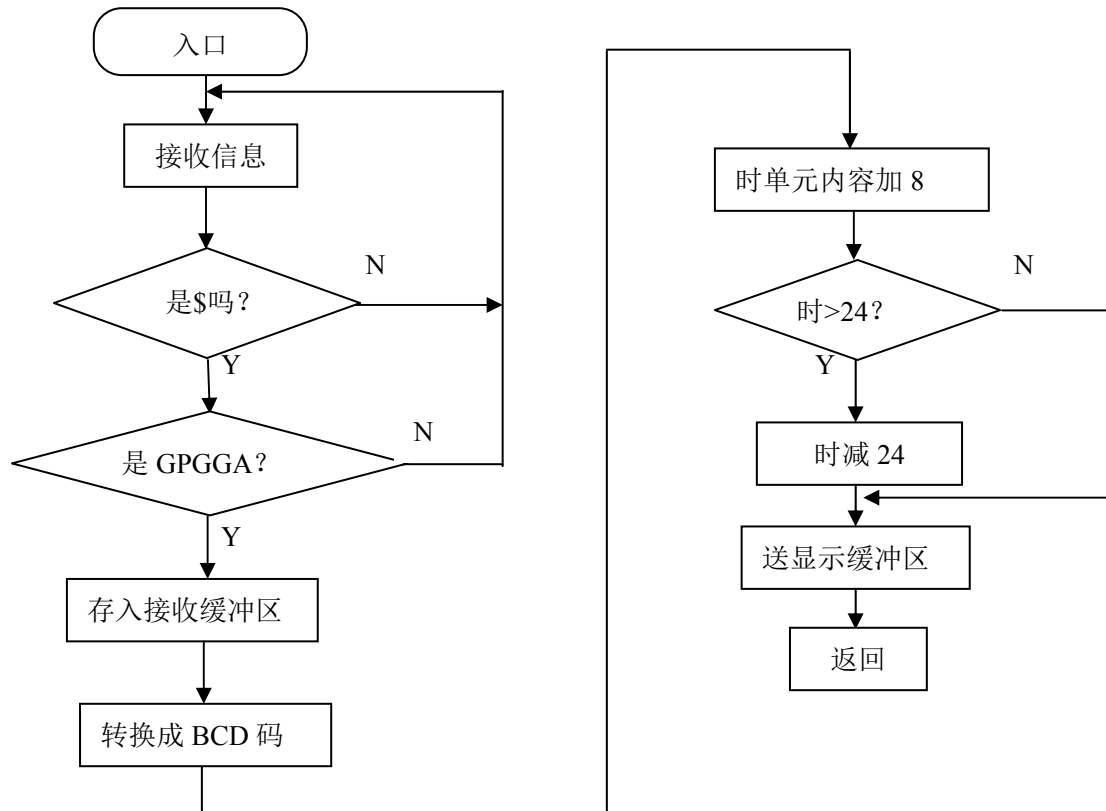 入口
接收信息
是$吗？
N
Y
是 GPGGA？
N
Y
存入接收缓冲区
转换成 BCD 码
时单元内容加 8
时>24？
N
Y
时减 24
送显示缓冲区
返回